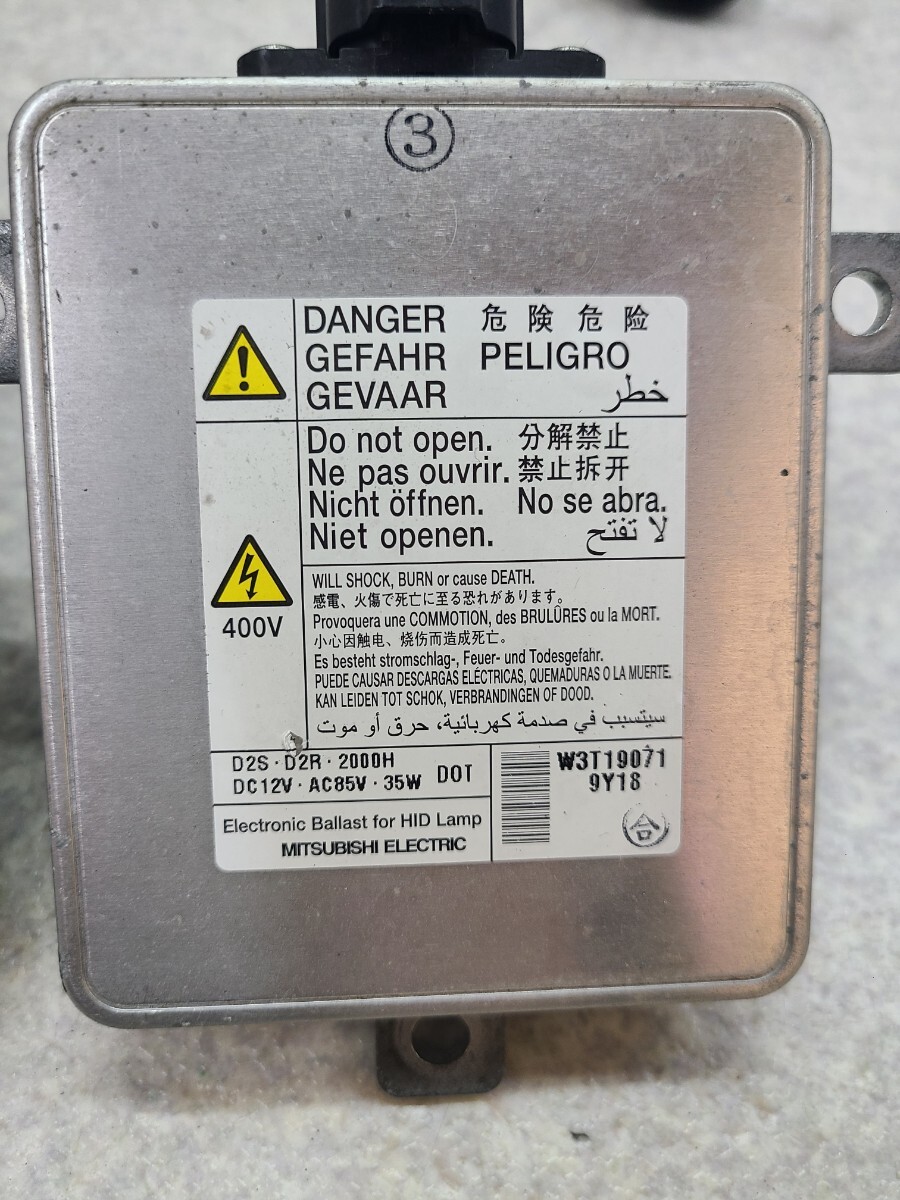 3
DANGER 危険危险
GEFAHR PELIGRO
GEVAAR خطر
Do not open. 分解禁止
Ne pas ouvrir. 禁止拆开
Nicht öffnen. No se abra.
Niet openen. لا تفتح
400V
WILL SHOCK, BURN or cause DEATH.
感電、火傷で死亡に至る恐れがあります。
Provoquera une COMMOTION, des BRULÛRES ou la MORT.
小心因触电、烧伤而造成死亡。
Es besteht stromschlag-, Feuer- und Todesgefahr.
PUEDE CAUSAR DESCARGAS ELÉCTRICAS, QUEMADURAS O LA MUERTE.
KAN LEIDEN TOT SCHOK, VERBRANDINGEN OF DOOD.
سيتسبب في صدمة كهربائية، حرق أو موت
D2S·D2R·2000H
DC12V·AC85V·35W DOT
W3T19071
9Y18
合
Electronic Ballast for HID Lamp
MITSUBISHI ELECTRIC